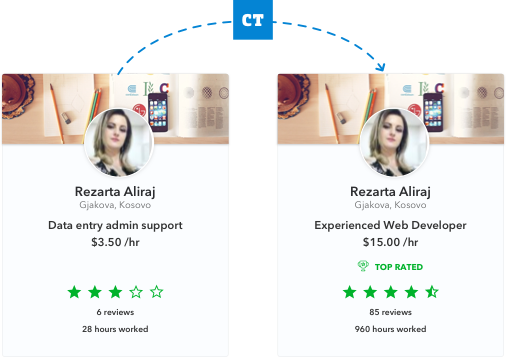 CT
Rezarta Aliraj
Gjakova, Kosovo
Data entry admin support
$3.50 /hr
6 reviews
28 hours worked
Rezarta Aliraj
Gjakova, Kosovo
Experienced Web Developer
$15.00 /hr
TOP RATED
85 reviews
960 hours worked